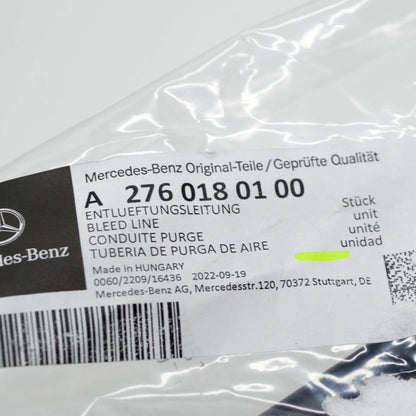 Mercedes-Benz Original-Teile/Geprüfte Qualität
A 276 018 01 00
ENTLUEFTUNGSLEITUNG Stück
BLEED LINE unit
CONDUITE PURGE unité
TUBERIA DE PURGA DE AIRE unidad
Made in HUNGARY
0060/2209/16436 2022-09-19
Mercedes-Benz AG, Mercedesstr.120, 70372 Stuttgart, DE
des-Benz